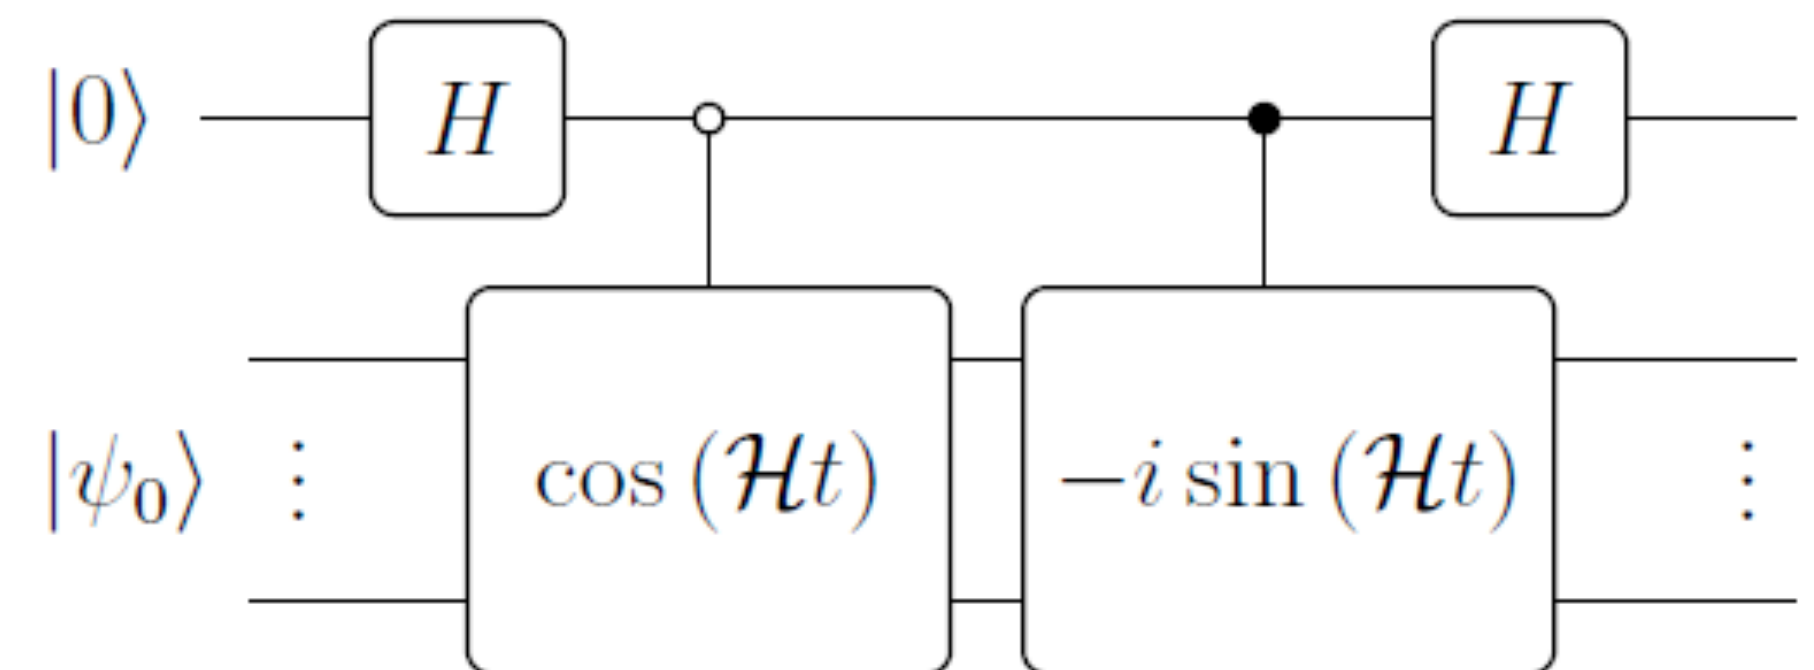 |0⟩ H H
|ψ₀⟩ ⋮ cos (ℋt) −i sin (ℋt) ⋮